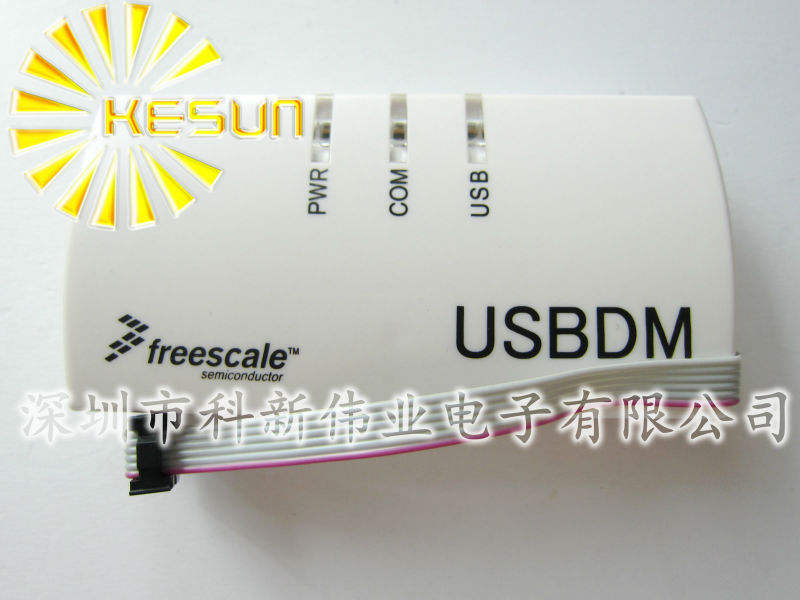 KESUN
PWR
COM
USB
freescale™
semiconductor
USBDM
深圳市科新伟业电子有限公司